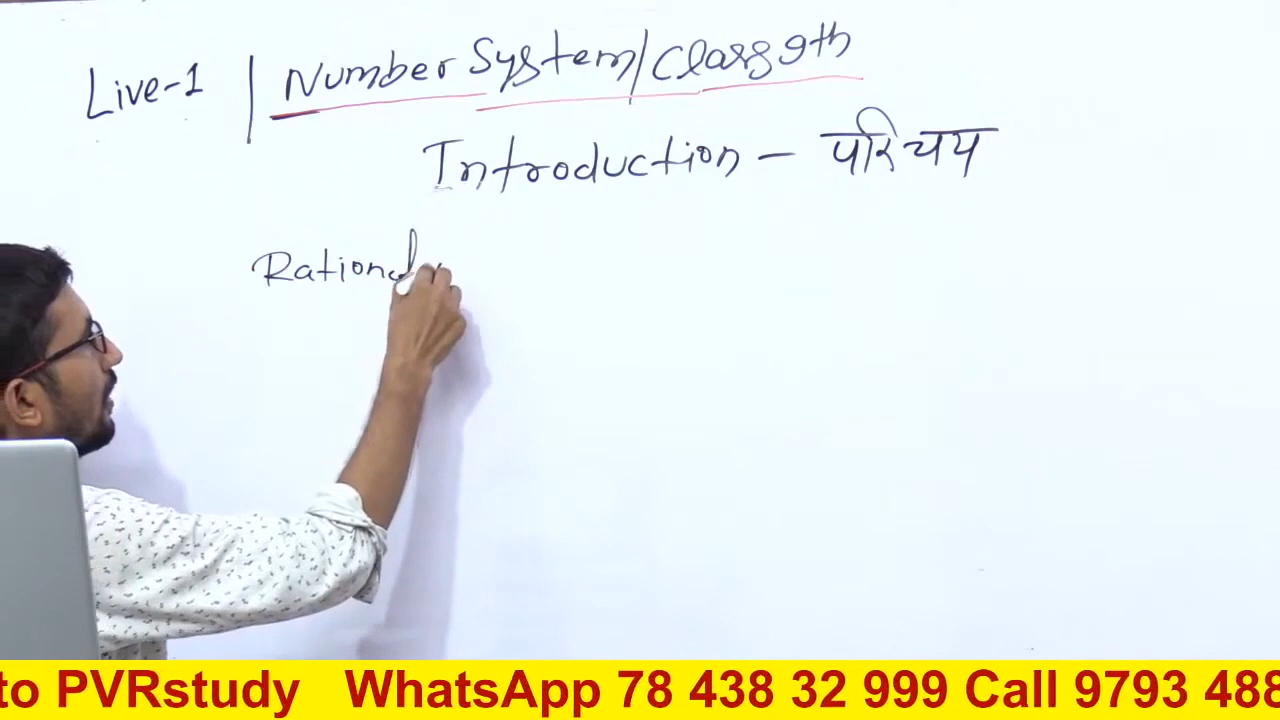 Live-1 | Number System/Class 9th
Introduction - परिचय
Rational
to PVRstudy WhatsApp 78 438 32 999 Call 9793 488